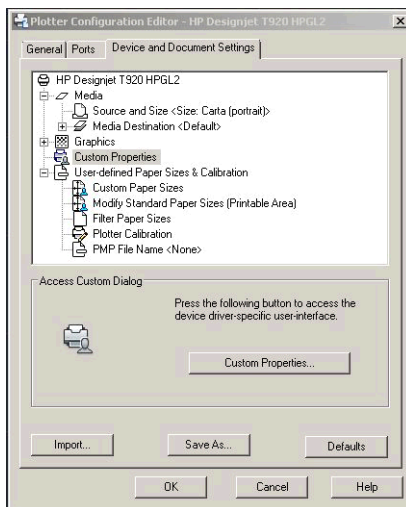 Plotter Configuration Editor - HP Designjet T920 HPGL2
General Ports Device and Document Settings
HP Designjet T920 HPGL2
Media
Source and Size <Size: Carta (portrait)>
Media Destination <Default>
Graphics
Custom Properties
User-defined Paper Sizes & Calibration
Custom Paper Sizes
Modify Standard Paper Sizes (Printable Area)
Filter Paper Sizes
Plotter Calibration
PMP File Name <None>
Access Custom Dialog
Press the following button to access the
device driver-specific user-interface.
Custom Properties...
Import... Save As... Defaults
OK Cancel Help